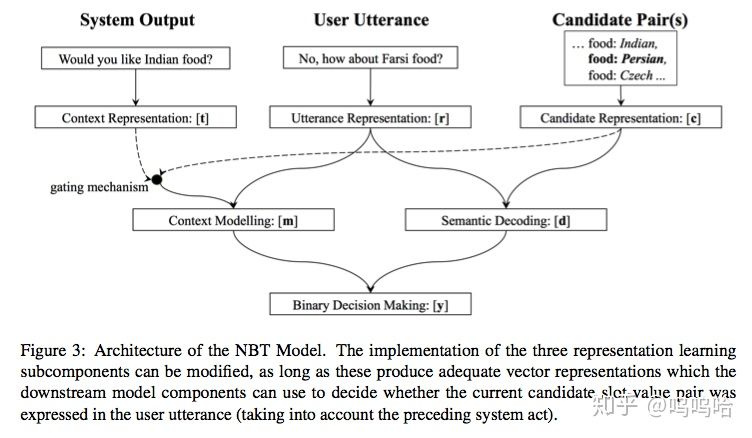 System Output
User Utterance
Candidate Pair(s)
Would you like Indian food?
No, how about Farsi food?
... food: Indian,
food: Persian,
food: Czech ...
Context Representation: [t]
Utterance Representation: [r]
Candidate Representation: [c]
gating mechanism
Context Modelling: [m]
Semantic Decoding: [d]
Binary Decision Making: [y]
Figure 3: Architecture of the NBT Model. The implementation of the three representation learning
subcomponents can be modified, as long as these produce adequate vector representations which the
downstream model components can use to decide whether the current candidate slot-value pair was
expressed in the user utterance (taking into account the preceding system act).
知乎 @呜呜哈